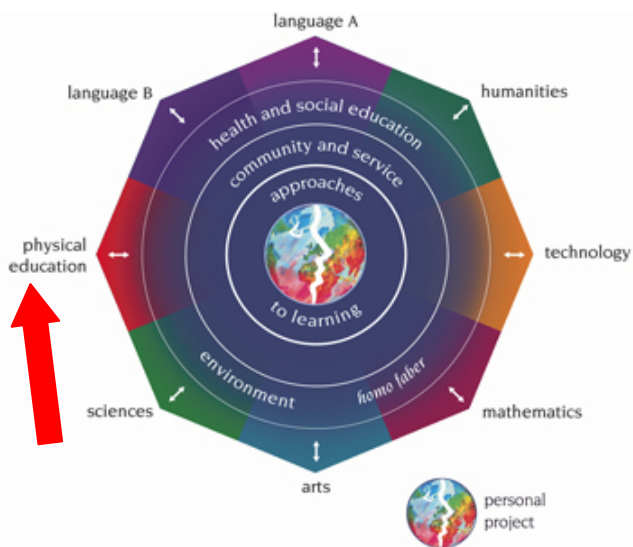 language A
language B
humanities
health and social education
community and service
approaches
physical
education
technology
to learning
environment
homo faber
sciences
mathematics
arts
personal
project